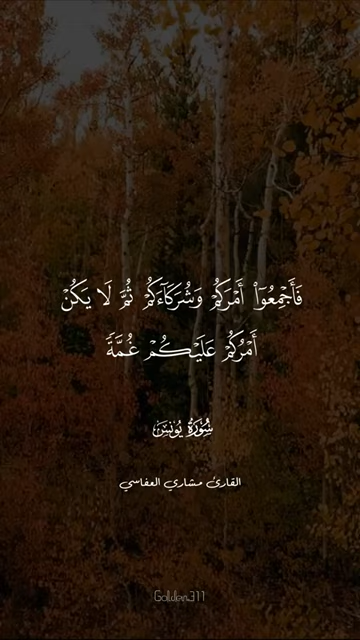 فَأَجْمِعُوٓا۟ أَمْرَكُمْ وَشُرَكَآءَكُمْ ثُمَّ لَا يَكُنْ
أَمْرُكُمْ عَلَيْكُمْ غُمَّةً
سُورَةُ يُونُسَ
القارئ مشاري العفاسي
Golden311